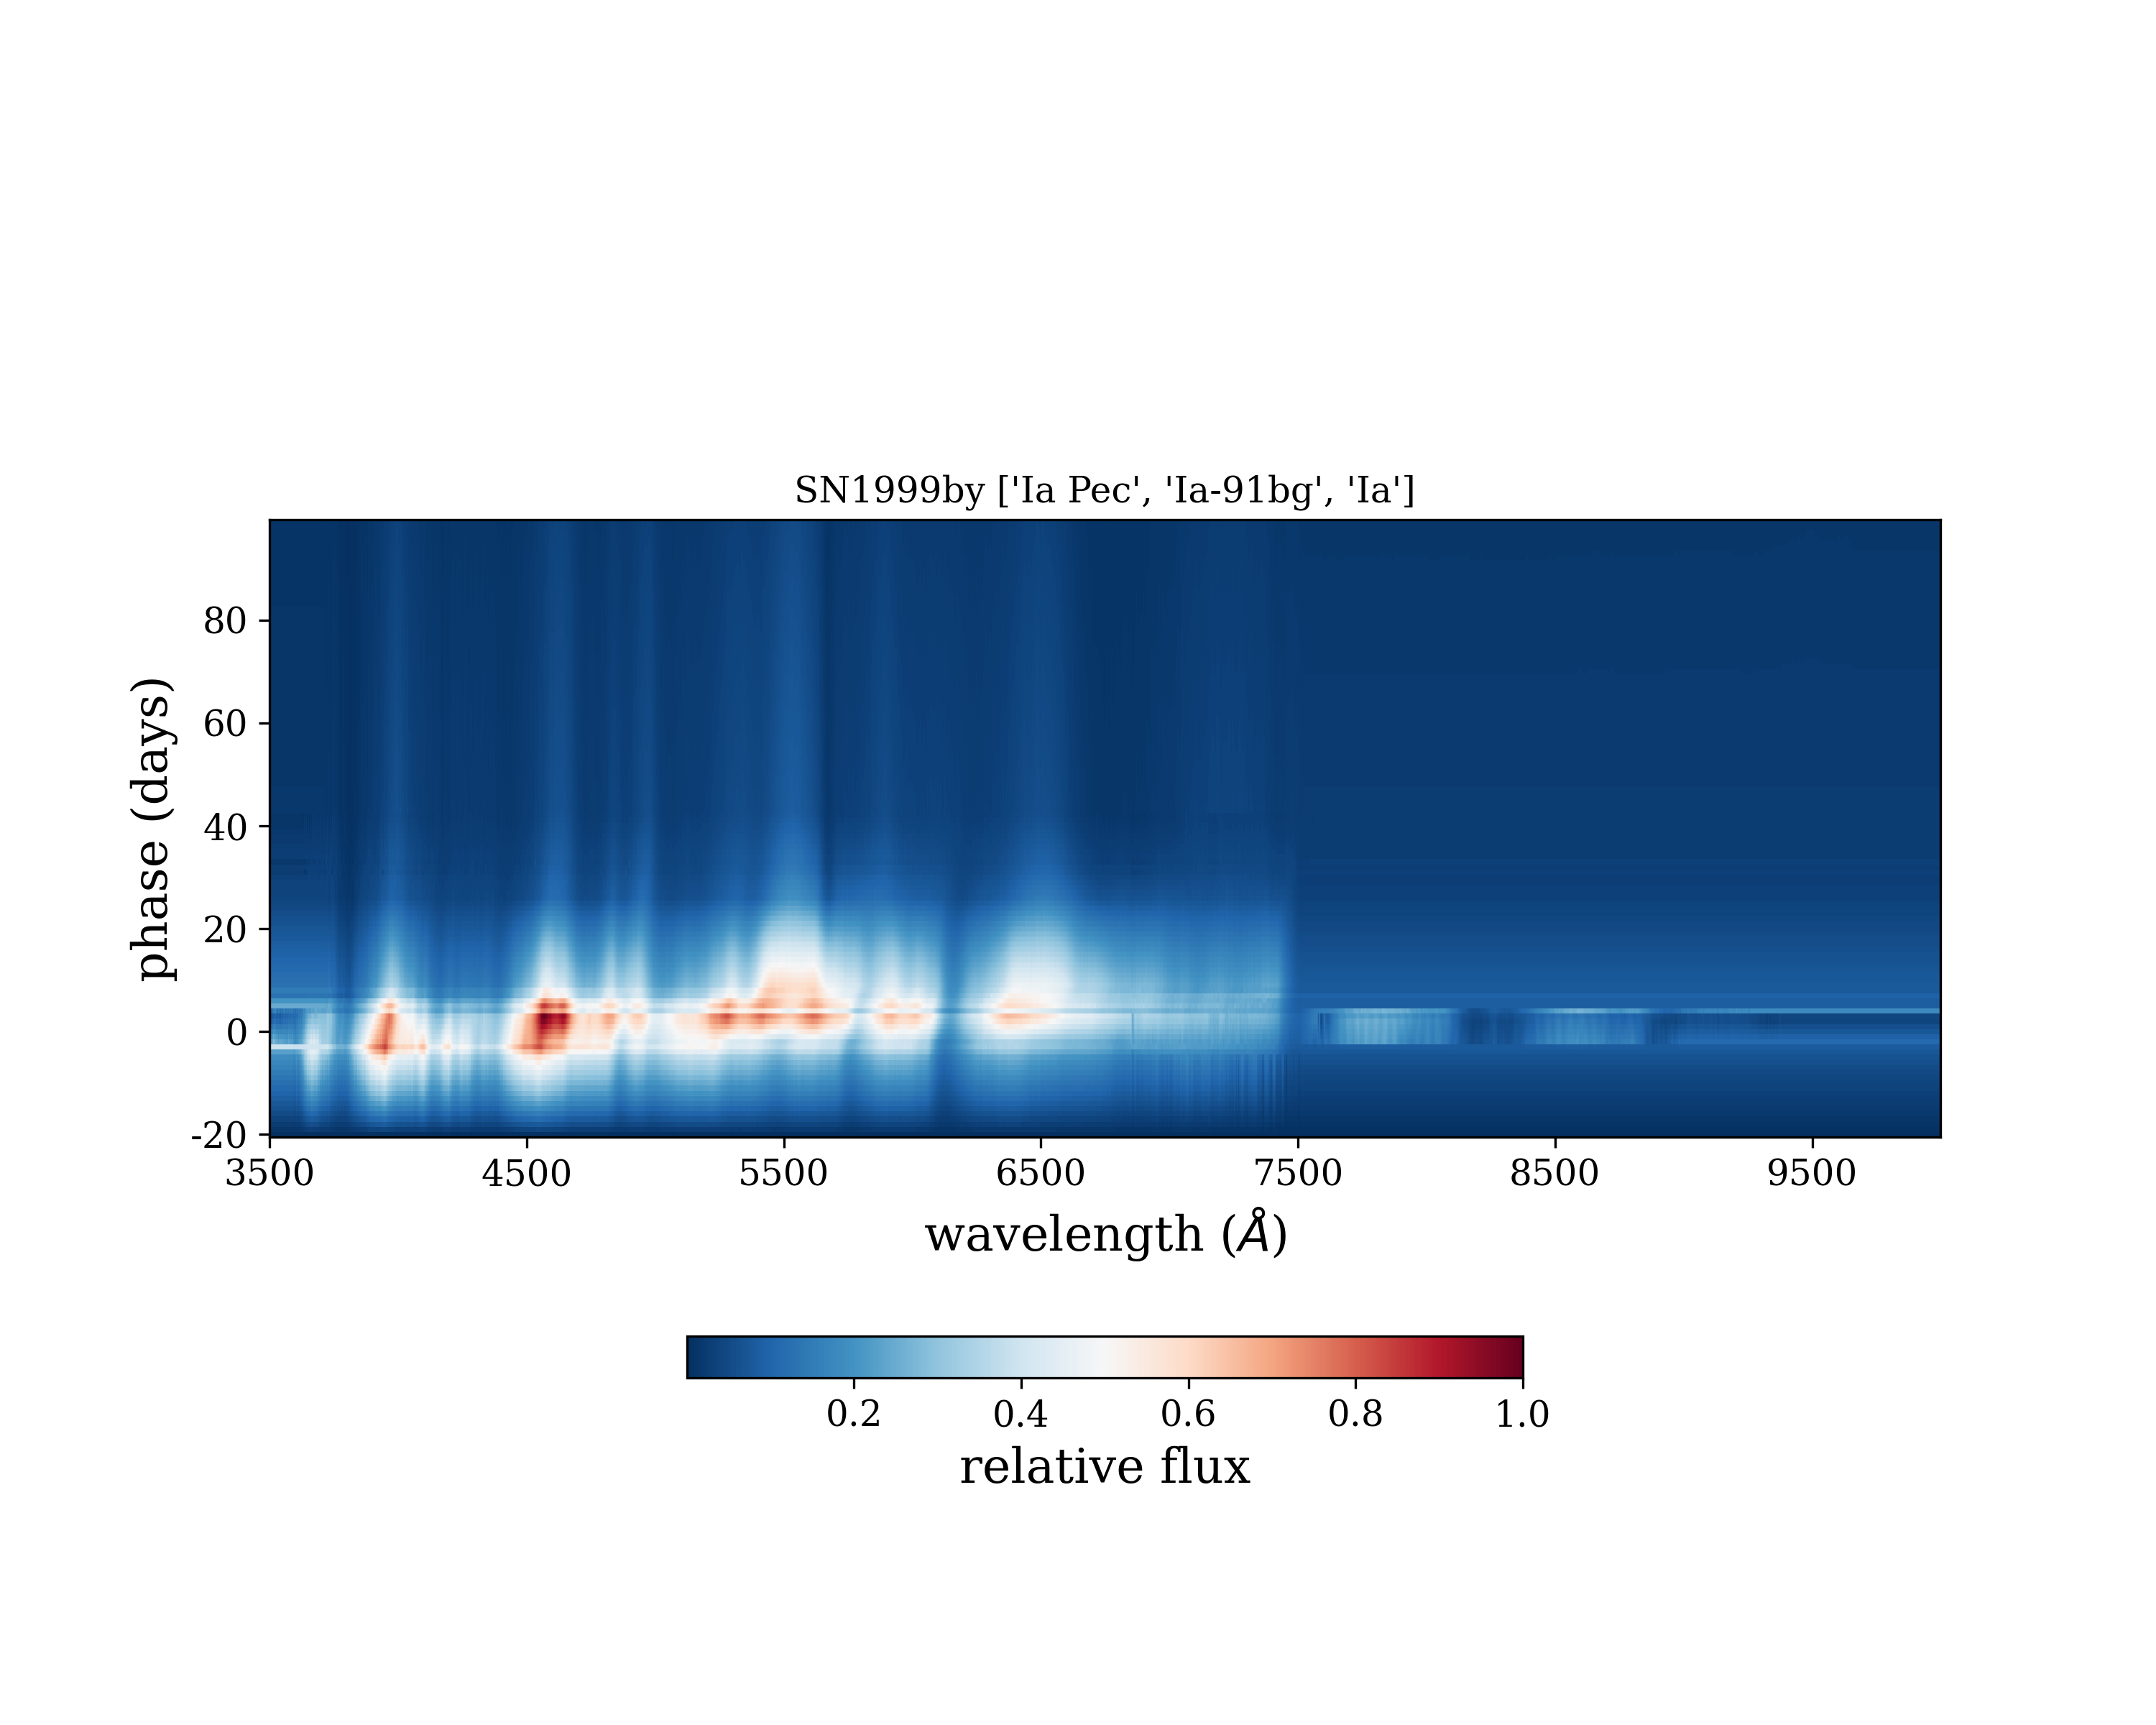 SN1999by ['Ia Pec', 'Ia-91bg', 'Ia']
phase (days)
80
60
40
20
0
-20
3500 4500 5500 6500 7500 8500 9500
wavelength (Å)
0.2 0.4 0.6 0.8 1.0
relative flux